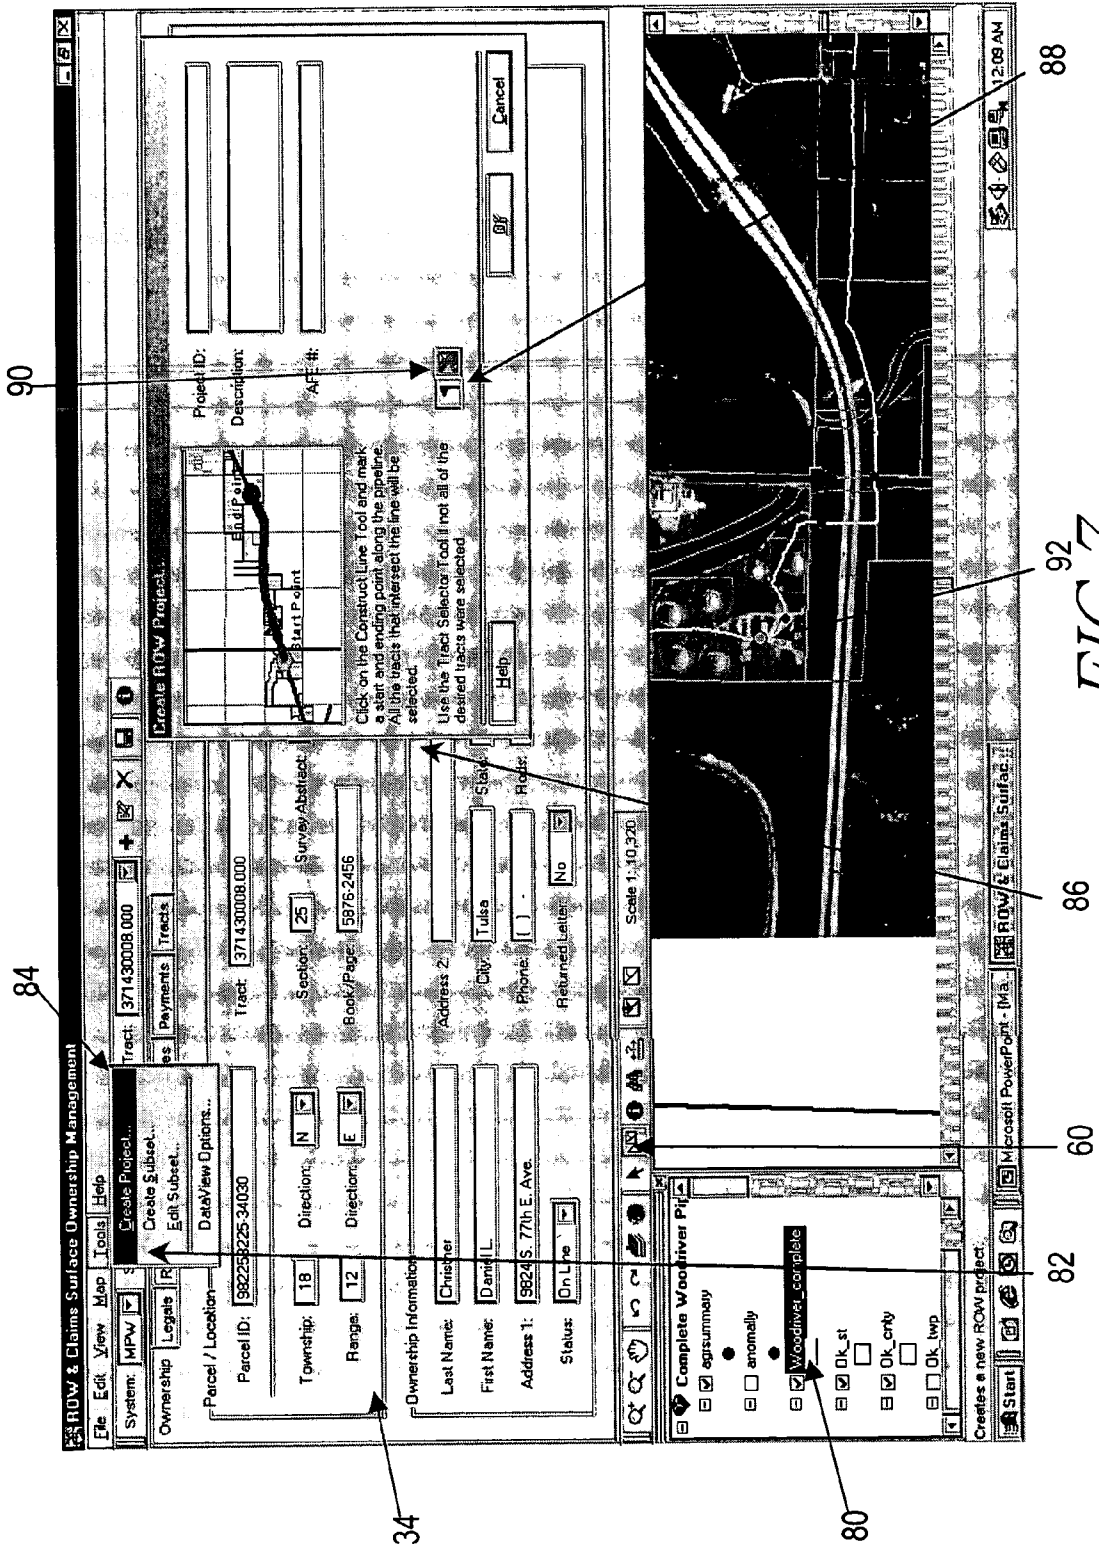 84
90
ROW & Claims Surface Ownership Management
File Edit View Map Tools Help
System: MPW
Tract: 371430008.000
Create Project...
Create Subset...
Edit Subset...
DataView Options...
Ownership Legals
Payments Tracts
Parcel / Location
Parcel ID: 982258225-34030
Tract: 371430008.000
Township: 18
Direction: N
Section: 25
Survey Abstract:
Range: 12
Direction: E
Book/Page: 5876-2456
Ownership Information
Last Name: Christner
Address 2:
First Name: Daniel L.
City: Tulsa
State:
Address 1: 9824 S. 77th E. Ave.
Phone: ( ) -
Rods:
Status: On Line
Returned Letter: No
Create ROW Project...
End Point
Start Point
Project ID:
Description:
AFE #:
Click on the Construct Line Tool and mark
a start and ending point along the pipeline.
All the tracts that intersect the line will be
selected.
Use the Tract Selector Tool if not all of the
desired tracts were selected.
Help
Cancel
Scale 1: 10,320
Complete Woodriver Pip
agrsummary
anomally
Woodriver_complete
Ok_st
Ok_cnty
Ok_twp
Creates a new ROW project.
Start
Microsoft PowerPoint - [Ma...
ROW & Claims Surfac...
12:09 AM
34
80
82
60
86
92
88
FIG 7